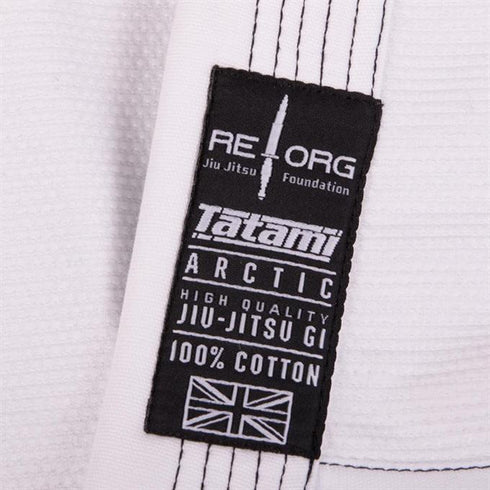 RE ORG
Jiu Jitsu Foundation
Tatami
ARCTIC
HIGH QUALITY
JIU-JITSU GI
100% COTTON